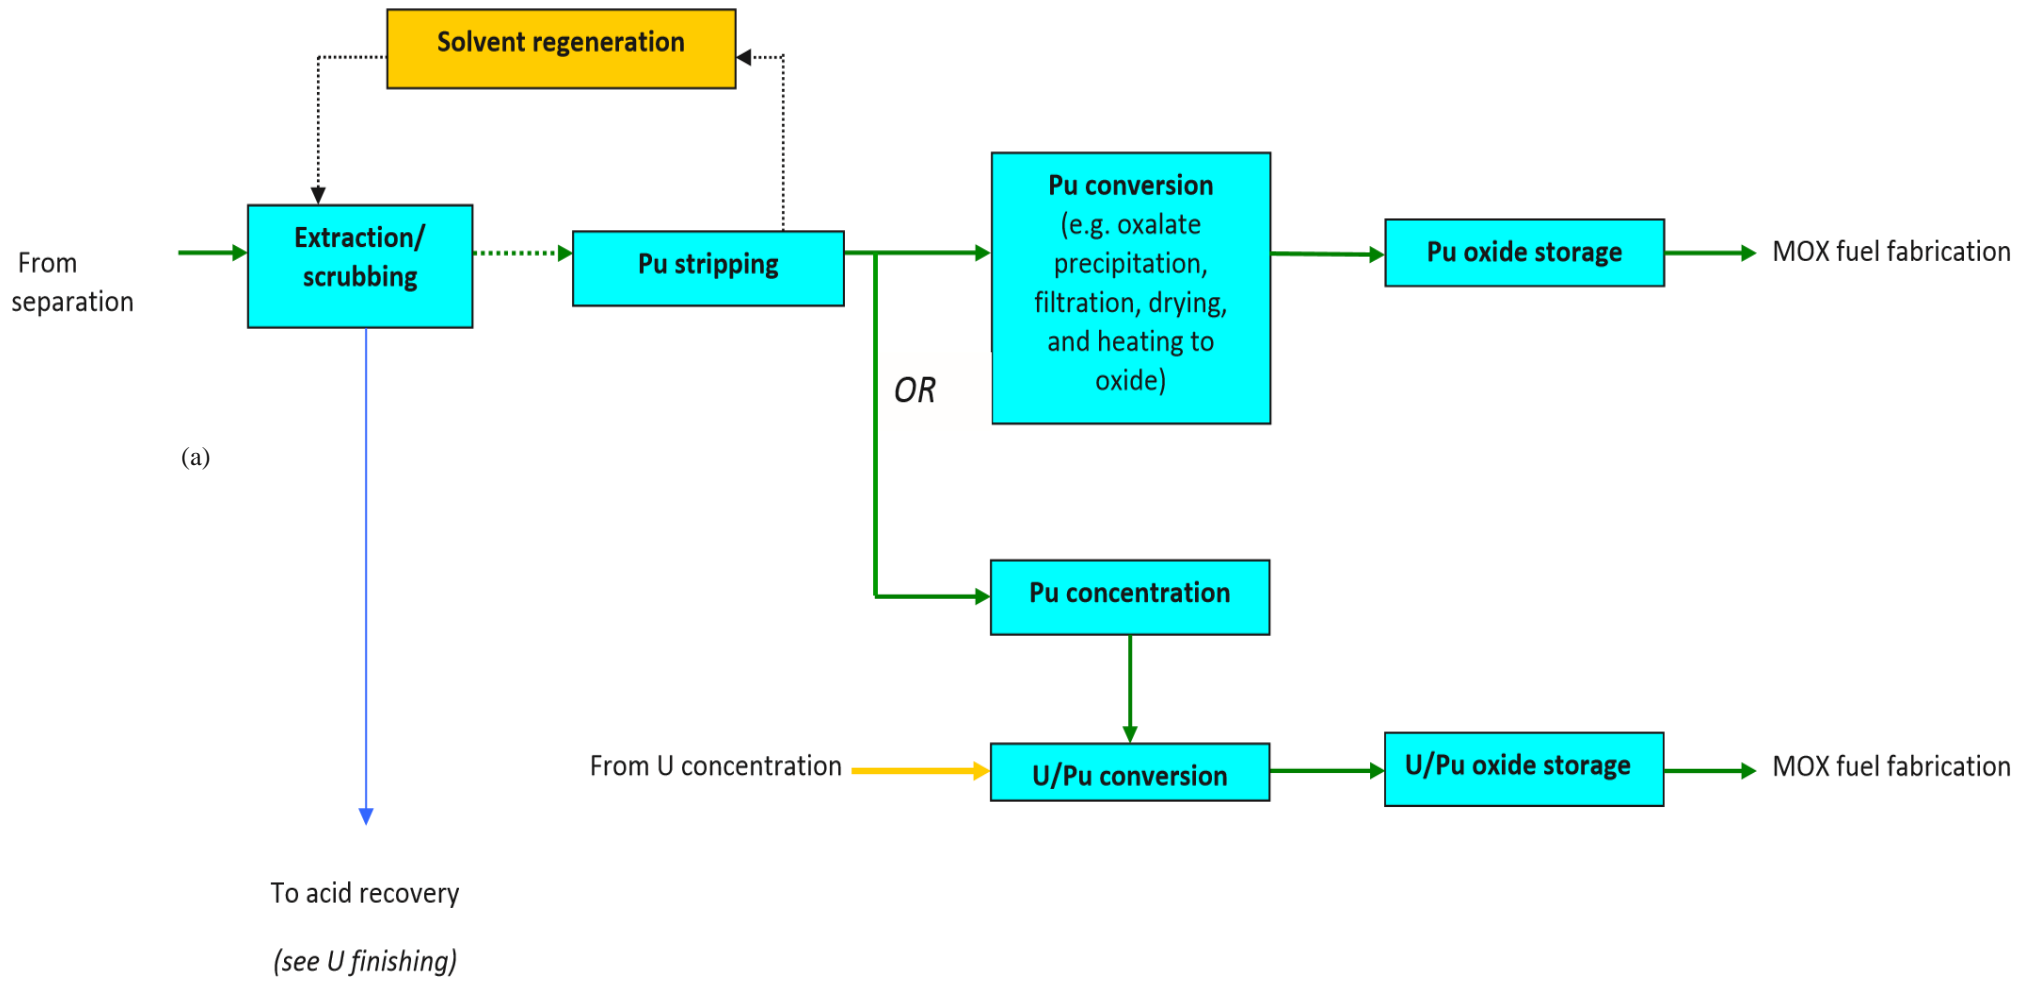 Solvent regeneration
From
separation
Extraction/
scrubbing
Pu stripping
Pu conversion
(e.g. oxalate
precipitation,
filtration, drying,
and heating to
oxide)
Pu oxide storage
MOX fuel fabrication
OR
(a)
Pu concentration
From U concentration
U/Pu conversion
U/Pu oxide storage
MOX fuel fabrication
To acid recovery
(see U finishing)